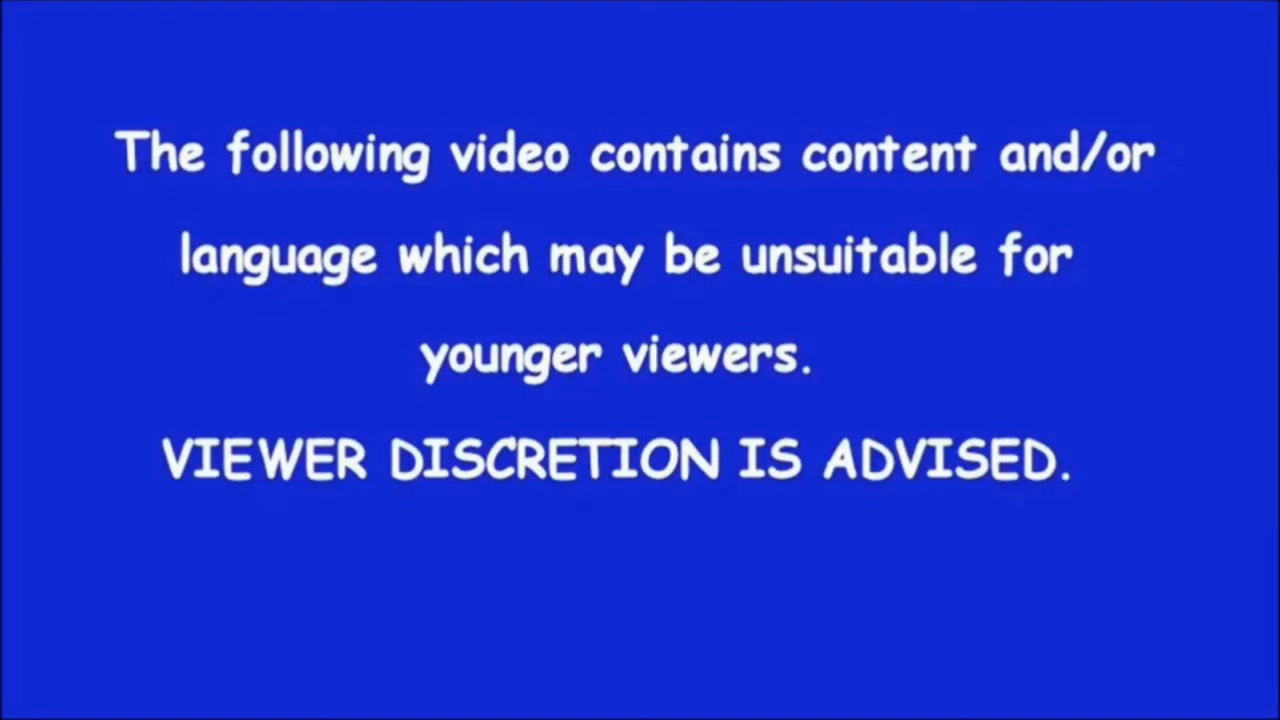 The following video contains content and/or
language which may be unsuitable for
younger viewers.
VIEWER DISCRETION IS ADVISED.